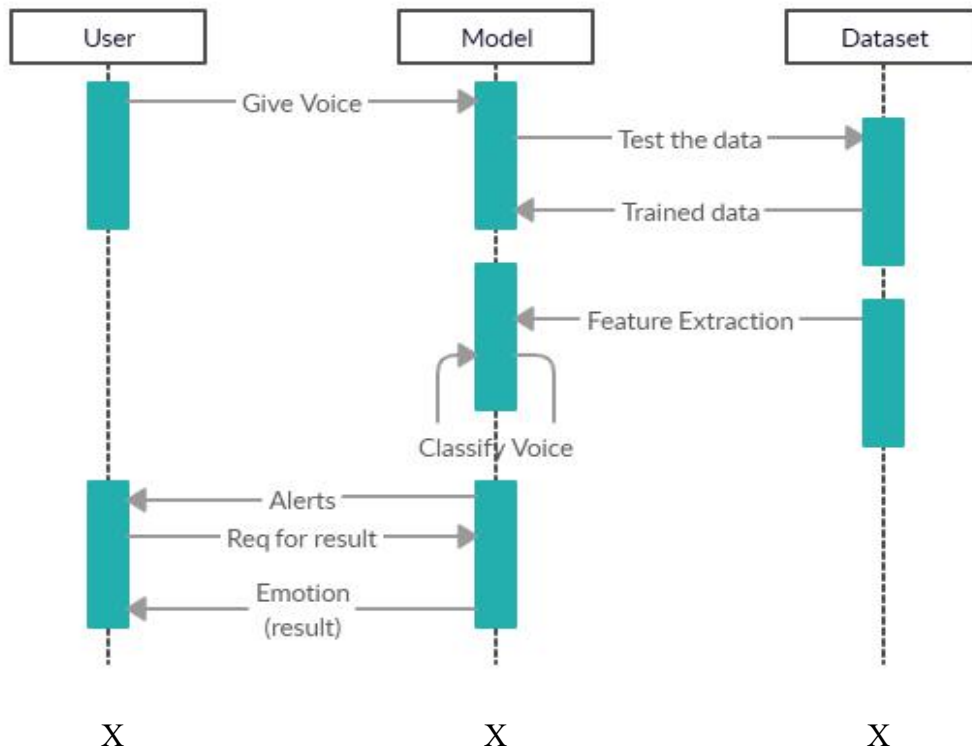 User
Model
Dataset
Give Voice
Test the data
Trained data
Feature Extraction
Classify Voice
Alerts
Req for result
Emotion
(result)
X
X
X